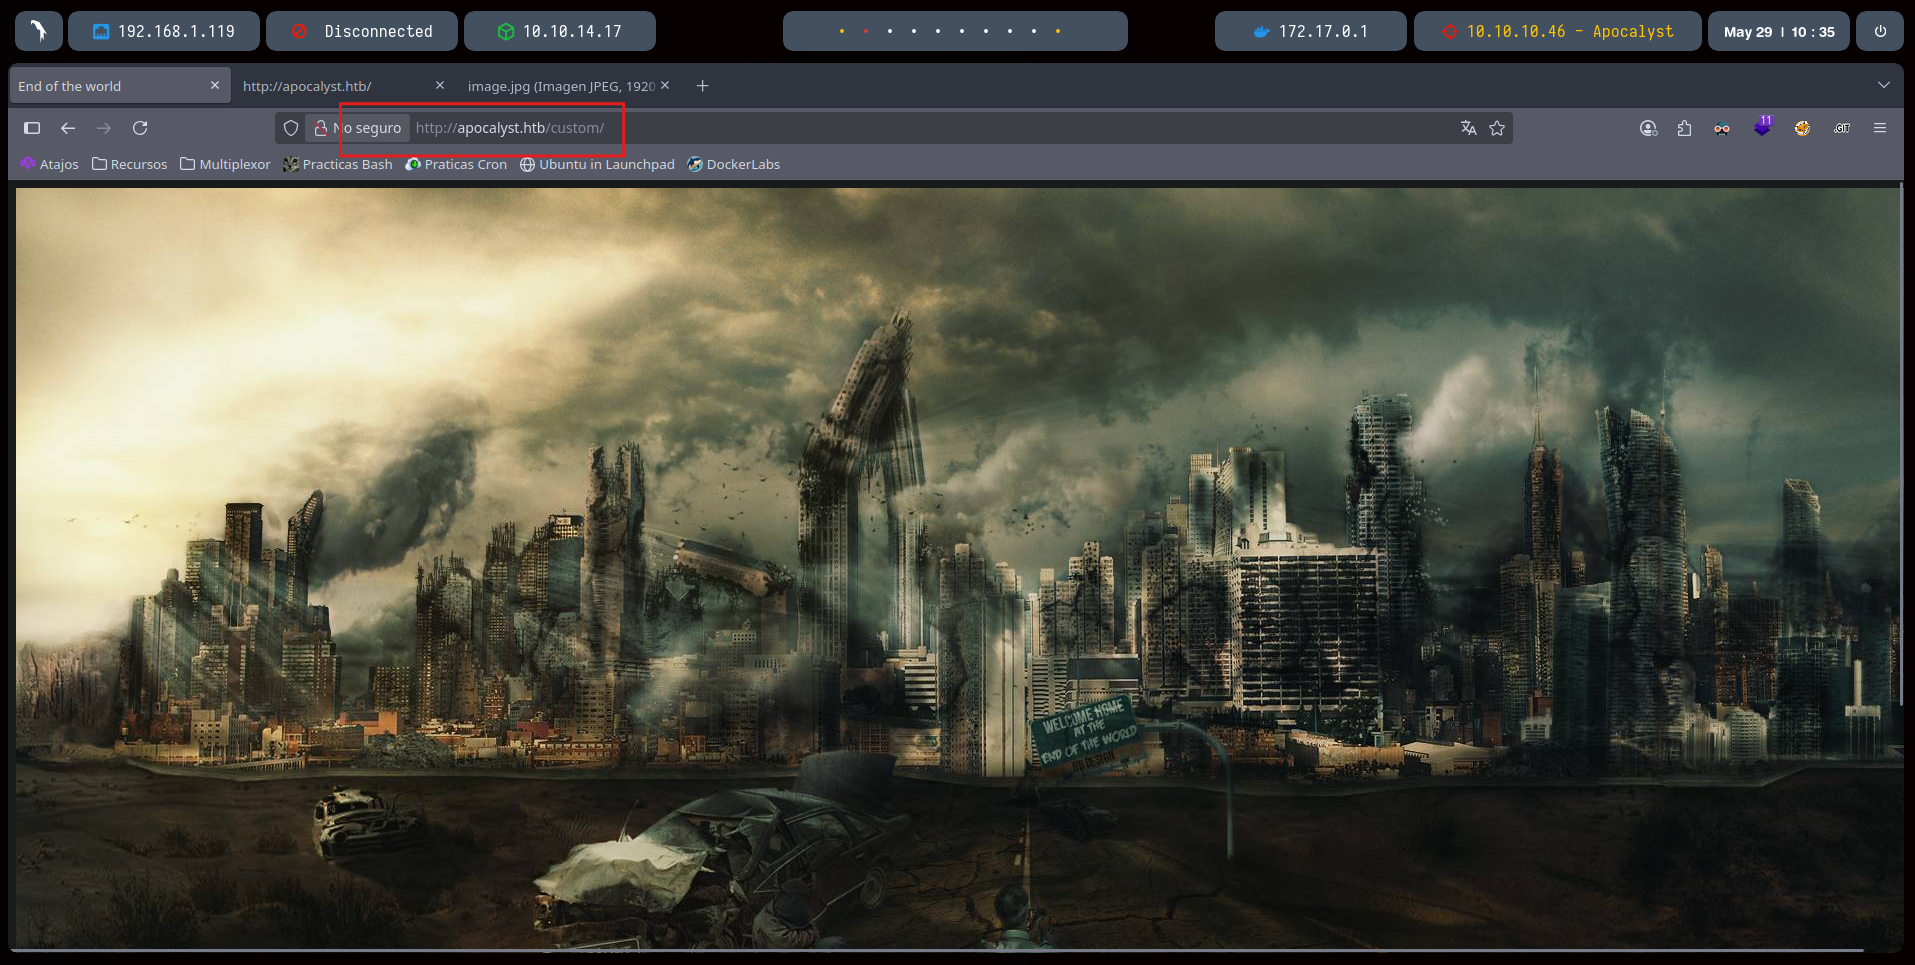 192.168.1.119
Disconnected
10.10.14.17
172.17.0.1
10.10.10.46 - Apocalyst
May 29 | 10 : 35
End of the world
http://apocalyst.htb/
image.jpg (Imagen JPEG, 1920
No seguro
http://apocalyst.htb/custom/
11
.GIT
Atajos
Recursos
Multiplexor
Practicas Bash
Praticas Cron
Ubuntu in Launchpad
DockerLabs
WELCOME HOME
AT THE
END OF THE WORLD